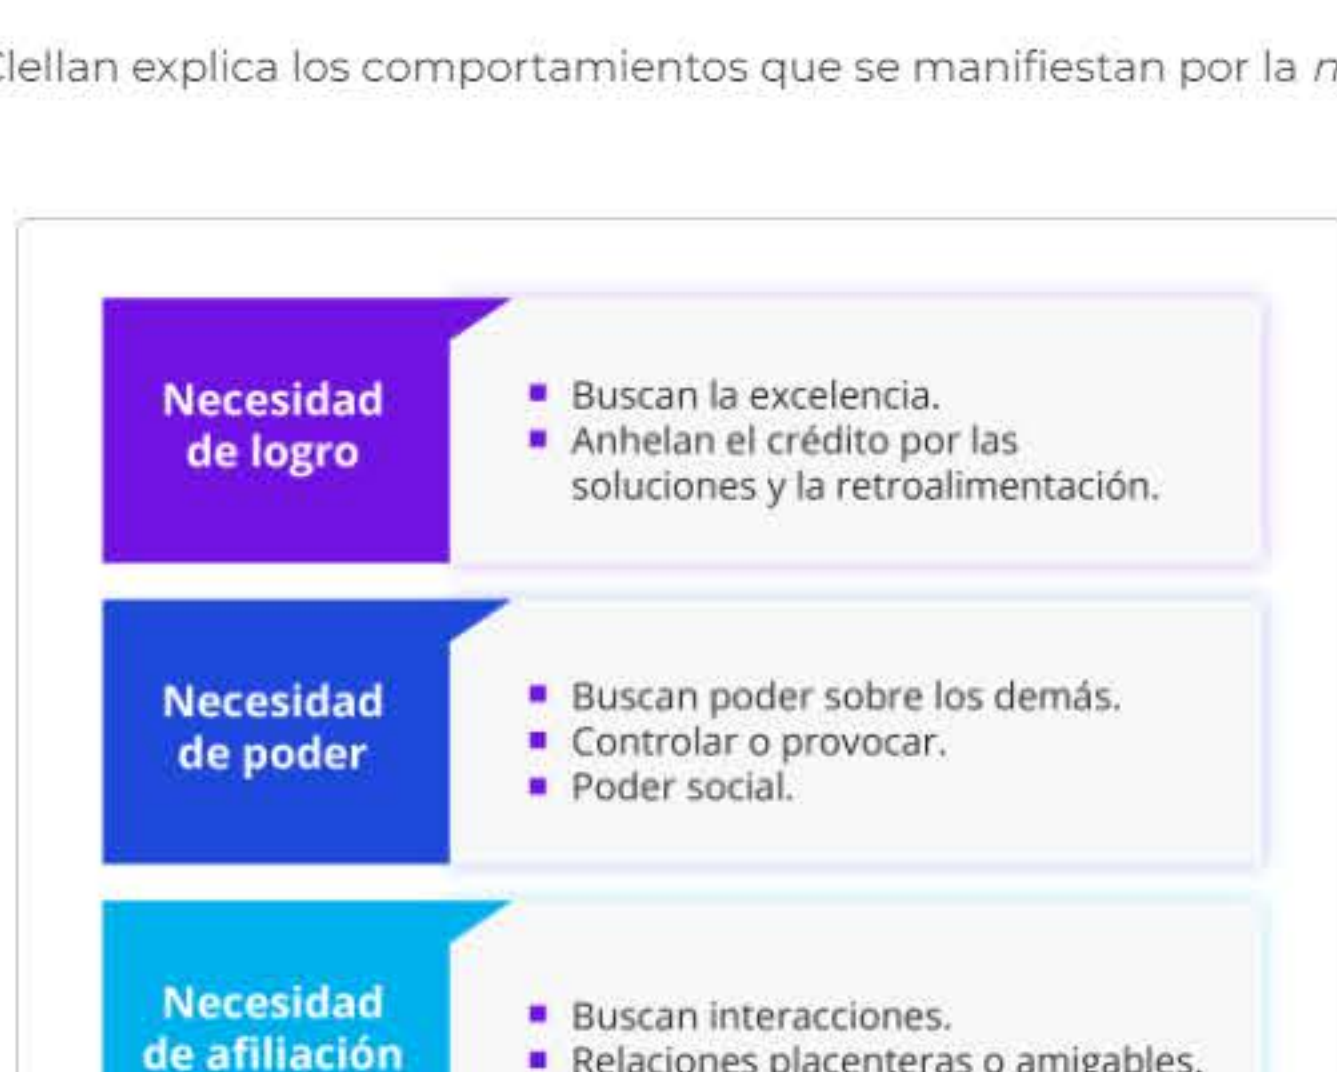 Clellan explica los comportamientos que se manifiestan por la
Necesidad
de logro
Buscan la excelencia.
Anhelan el crédito por las
soluciones y la retroalimentación.
Necesidad
de poder
Buscan poder sobre los demás.
Controlar o provocar.
Poder social.
Necesidad
de afiliación
Buscan interacciones.
Relaciones placenteras o amigables.